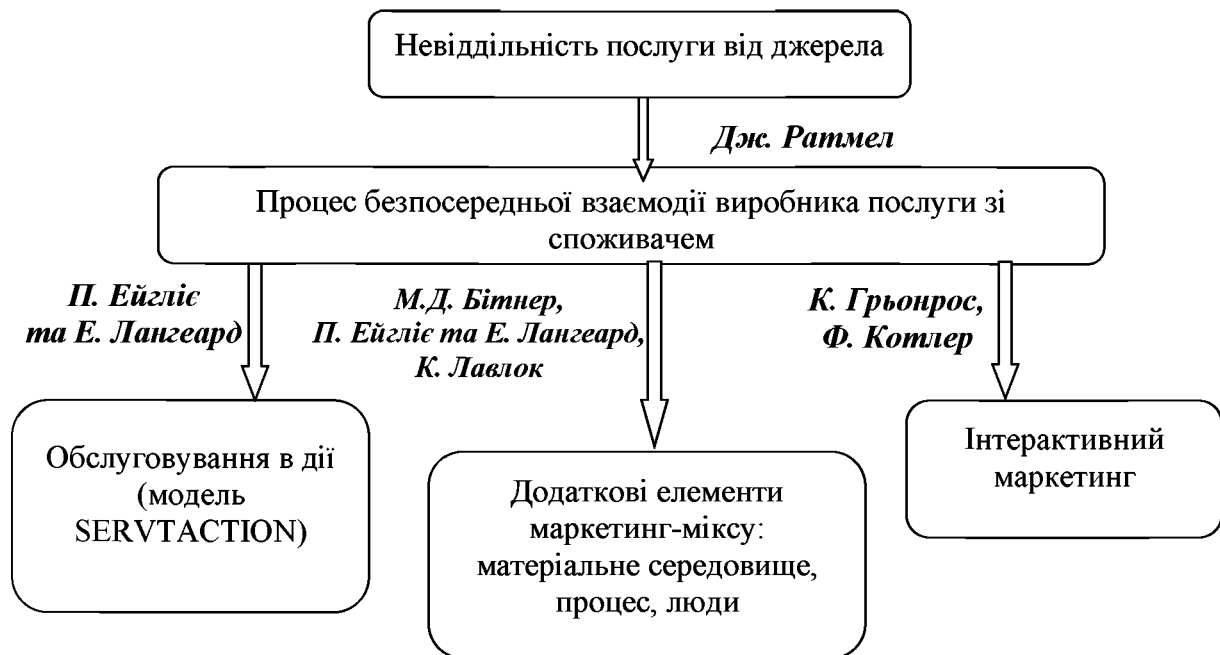 Невіддільність послуги від джерела
Дж. Ратмел
Процес безпосередньої взаємодії виробника послуги зі
споживачем
П. Ейгліє
та Е. Лангеард
М.Д. Бітнер,
П. Ейгліє та Е. Лангеард,
К. Лавлок
К. Грьонрос,
Ф. Котлер
Обслуговування в дії
(модель
SERVTACTION)
Додаткові елементи
маркетинг-міксу:
матеріальне середовище,
процес, люди
Інтерактивний
маркетинг